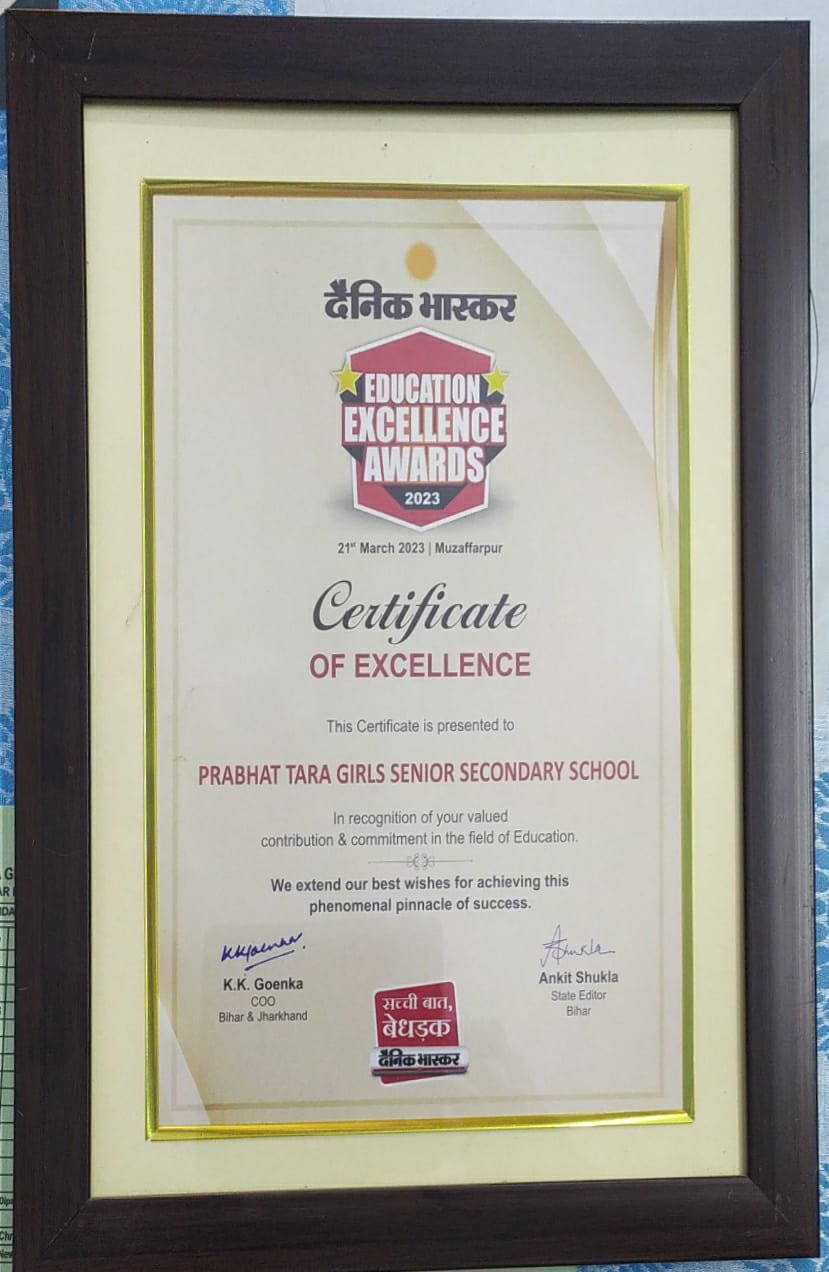 दैनिक भास्कर
EDUCATION
EXCELLENCE
AWARDS
2023
21st March 2023 | Muzaffarpur
Certificate
OF EXCELLENCE
This Certificate is presented to
PRABHAT TARA GIRLS SENIOR SECONDARY SCHOOL
In recognition of your valued
contribution & commitment in the field of Education.
We extend our best wishes for achieving this
phenomenal pinnacle of success.
KKGoenka
K.K. Goenka
COO
Bihar & Jharkhand
AShukla
Ankit Shukla
State Editor
Bihar
सच्ची बात,
बेधड़क
दैनिक भास्कर